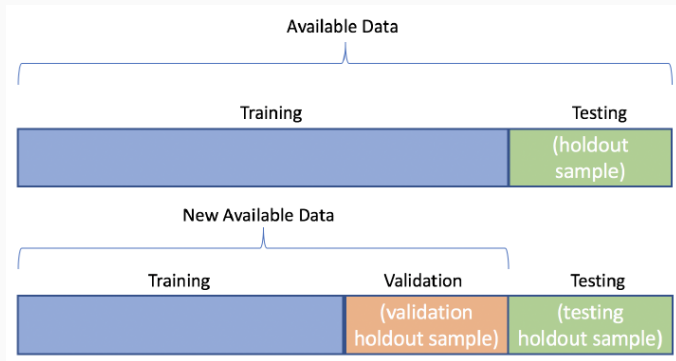 Available Data
Training Testing
(holdout
sample)
New Available Data
Training Validation Testing
(validation
holdout sample)
(testing
holdout sample)